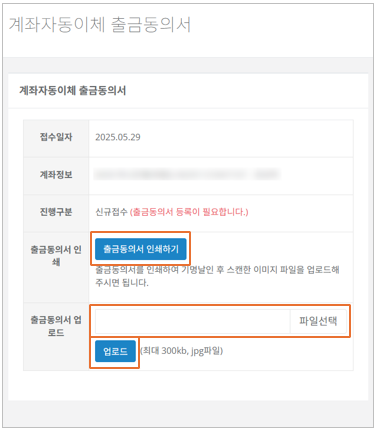 계좌자동이체 출금동의서
계좌자동이체 출금동의서
접수일자 2025.05.29
계좌정보
진행구분 신규접수 (출금동의서 등록이 필요합니다.)
출금동의서 인
쇄
출금동의서 인쇄하기
출금동의서를 인쇄하여 기명날인 후 스캔한 이미지 파일을 업로드해
주시면 됩니다.
출금동의서 업
로드
파일선택
업로드 (최대 300kb, jpg파일)